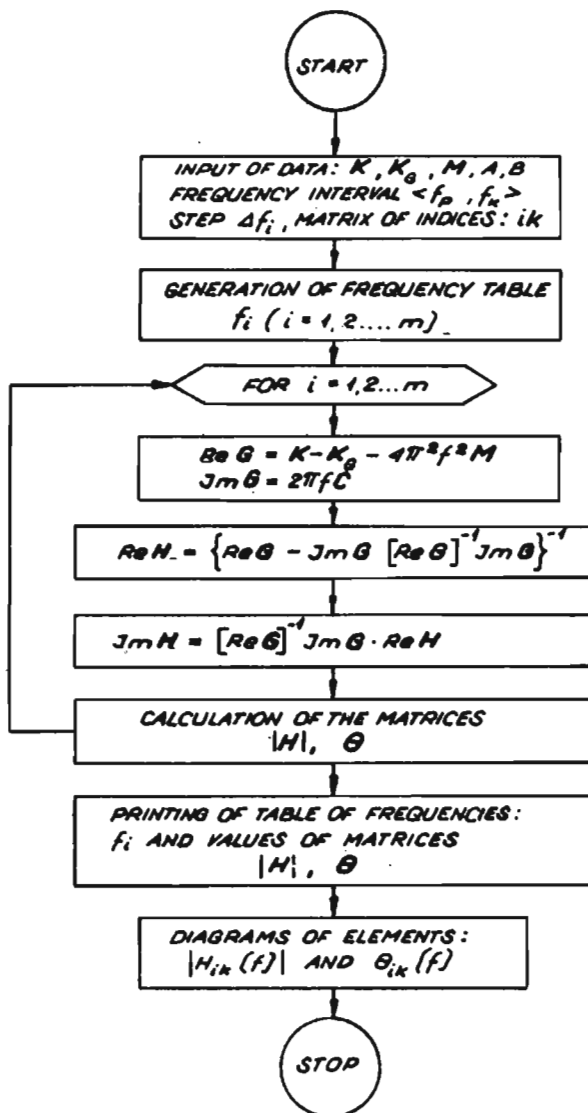 START
INPUT OF DATA: K, K_G, M, A, B
FREQUENCY INTERVAL <f_p, f_k>
STEP Δf_i, MATRIX OF INDICES: ik
GENERATION OF FREQUENCY TABLE
f_i (i = 1,2....m)
FOR i = 1,2...m
Re G = K - K_G - 4π²f²M
Jm G = 2πfC
Re H = {Re G - Jm G [Re G]⁻¹ Jm G}⁻¹
Jm H = [Re G]⁻¹ Jm G · Re H
CALCULATION OF THE MATRICES
|H|, Θ
PRINTING OF TABLE OF FREQUENCIES:
f_i AND VALUES OF MATRICES
|H|, Θ
DIAGRAMS OF ELEMENTS:
|H_ik (f)| AND Θ_ik (f)
STOP